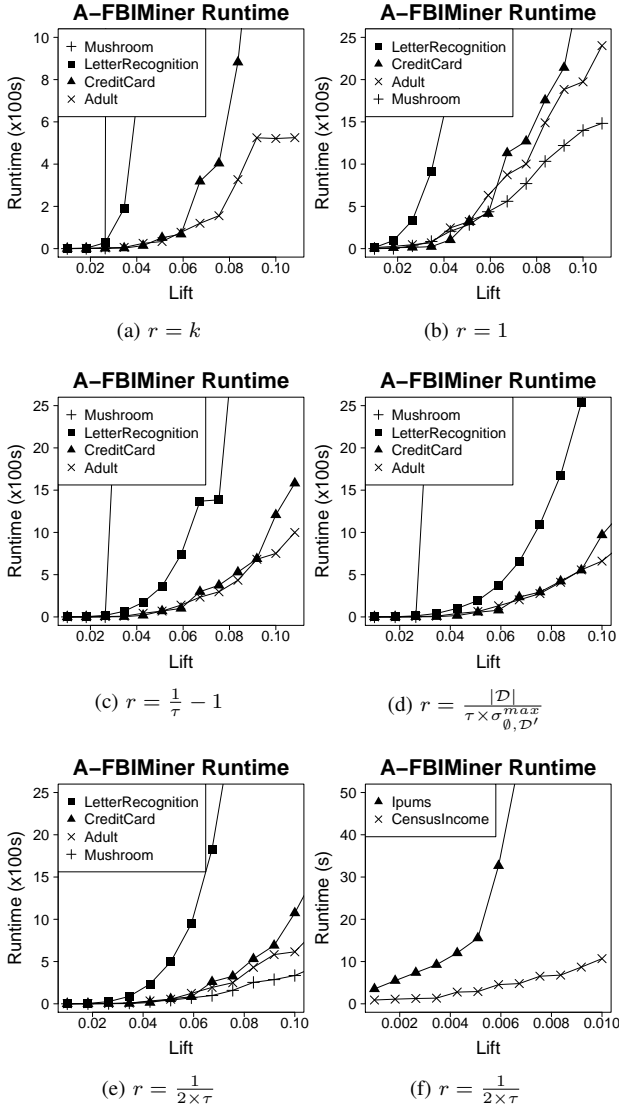 A−FBIMiner Runtime
Runtime (x100s)
10
8
6
4
2
0
Mushroom
LetterRecognition
CreditCard
Adult
0.02 0.04 0.06 0.08 0.10
Lift
(a) r = k
A−FBIMiner Runtime
Runtime (x100s)
25
20
15
10
5
0
LetterRecognition
CreditCard
Adult
Mushroom
0.02 0.04 0.06 0.08 0.10
Lift
(b) r = 1
A−FBIMiner Runtime
Runtime (x100s)
25
20
15
10
5
0
Mushroom
LetterRecognition
CreditCard
Adult
0.02 0.04 0.06 0.08 0.10
Lift
(c) r = 1/τ − 1
A−FBIMiner Runtime
Runtime (x100s)
25
20
15
10
5
0
Mushroom
LetterRecognition
CreditCard
Adult
0.02 0.04 0.06 0.08 0.10
Lift
(d) r = |𝒟| / τ×σ^max_∅,𝒟′
A−FBIMiner Runtime
Runtime (x100s)
25
20
15
10
5
0
LetterRecognition
CreditCard
Adult
Mushroom
0.02 0.04 0.06 0.08 0.10
Lift
(e) r = 1/2×τ
A−FBIMiner Runtime
Runtime (s)
50
40
30
20
10
0
Ipums
CensusIncome
0.002 0.004 0.006 0.008 0.010
Lift
(f) r = 1/2×τ